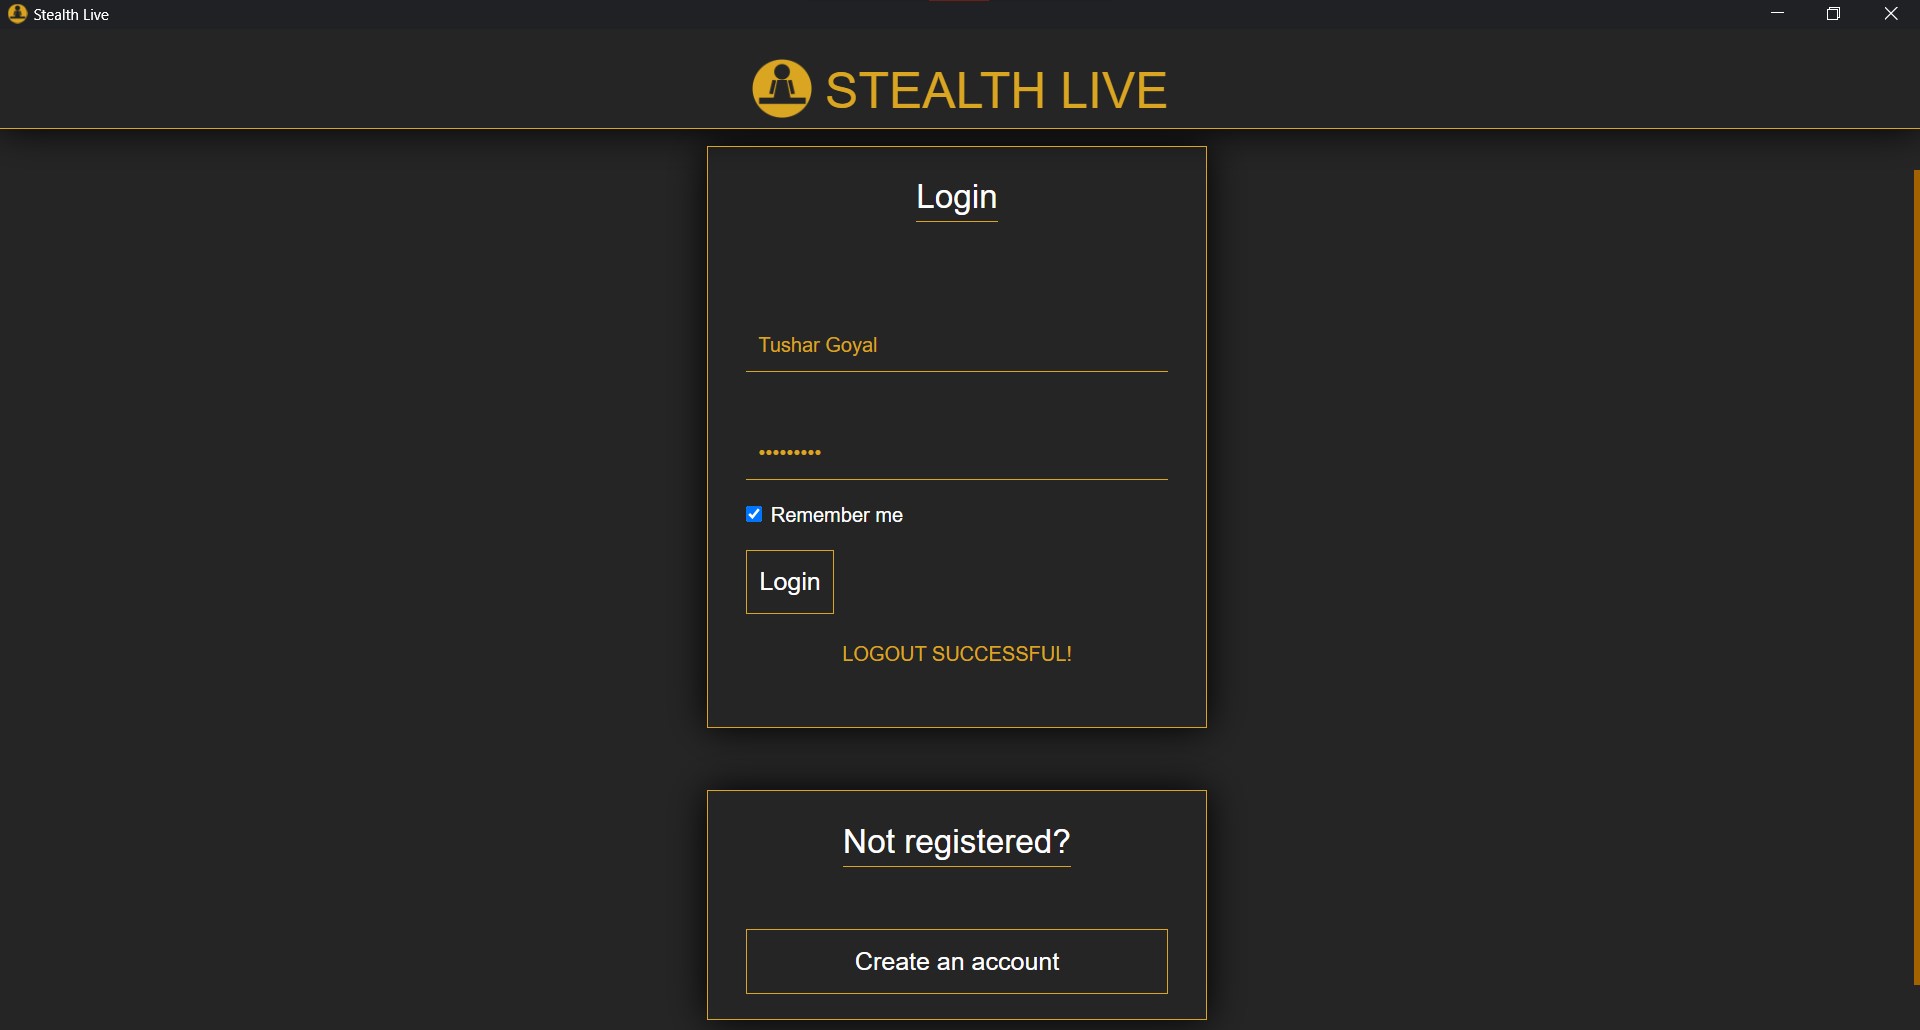 Stealth Live
STEALTH LIVE
Login
Tushar Goyal
•••••••••
Remember me
Login
LOGOUT SUCCESSFUL!
Not registered?
Create an account